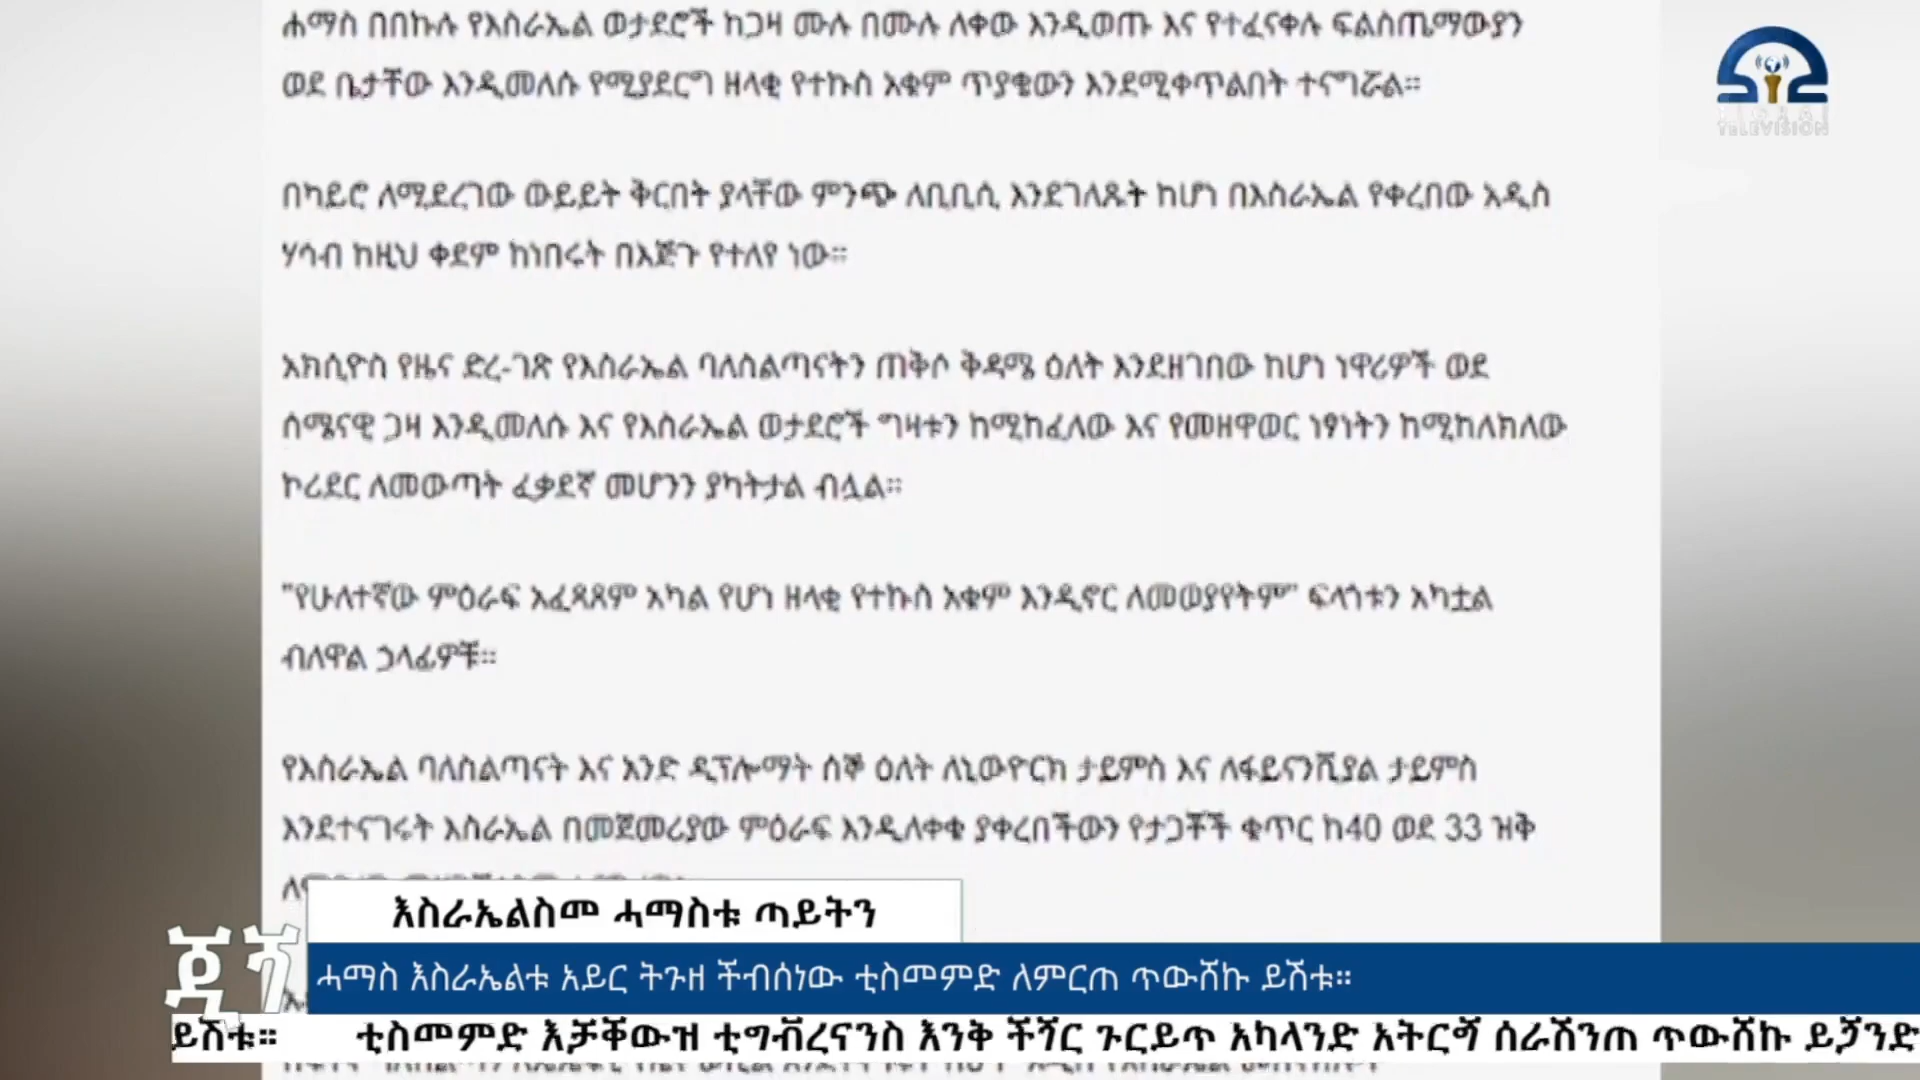 ሐማስ በበኩሉ የእስራኤል ወታደሮች ከጋዛ ሙሉ በሙሉ ለቀው እንዲወጡ እና የተፈናቀሉ ፍልስጤማውያን
ወደ ቤታቸው እንዲመለሱ የሚያደርግ ዘላቂ የተኩስ አቁም ጥያቄውን እንደሚቀጥልበት ተናግሯል።
በካይሮ ለሚደረገው ውይይት ቅርበት ያላቸው ምንጭ ለቢቢሲ እንደገለጹት ከሆነ በእስራኤል የቀረበው አዲስ
ሃሳብ ከዚህ ቀደም ከነበሩት በእጅጉ የተለየ ነው።
አክሲዮስ የዜና ድረ-ገጽ የእስራኤል ባለስልጣናትን ጠቅሶ ቅዳሜ ዕለት እንደዘገበው ከሆነ ነዋሪዎች ወደ
ሰሜናዊ ጋዛ እንዲመለሱ እና የእስራኤል ወታደሮች ግዛቱን ከሚከፈለው እና የመዘዋወር ነፃነትን ከሚከለክለው
ኮሪደር ለመውጣት ፈቃደኛ መሆንን ያካትታል ብሏል።
"የሁለተኛው ምዕራፍ አፈጻጸም አካል የሆነ ዘላቂ የተኩስ አቁም እንዲኖር ለመወያየትም" ፍላጎቱን አካቷል
ብለዋል ኃላፊዎቹ።
የእስራኤል ባለስልጣናት እና አንድ ዲፕሎማት ሰኞ ዕለት ለኒውዮርክ ታይምስ እና ለፋይናንሺያል ታይምስ
እንደተናገሩት እስራኤል በመጀመሪያው ምዕራፍ እንዲለቀቁ ያቀረበችውን የታጋቾች ቁጥር ከ40 ወደ 33 ዝቅ
TELEVISION
እስራኤልስመ ሓማስቱ ጣይትን
ሓማስ እስራኤልቱ አይር ትጉዘ ችብሰነው ቲስመምድ ለምርጠ ጥውሸኩ ይሽቱ።
ይሽቱ። ቲስመምድ እቻቐውዝ ቲግቭረናንስ እንቅ ችኧር ጉርይጥ አካላንድ አትርሻ ሰራሽንጠ ጥውሸኩ ይቻንድ